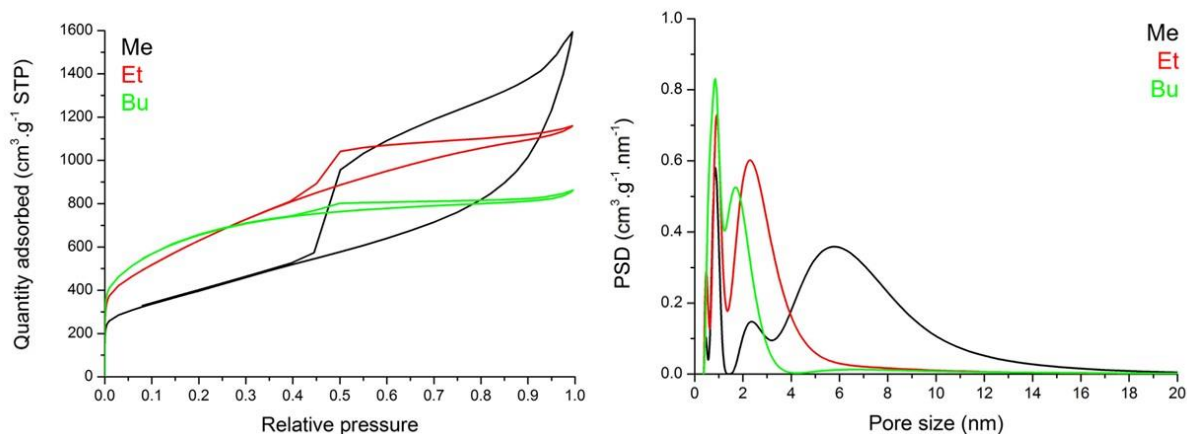 Quantity adsorbed (cm³.g⁻¹ STP)
1600
1400
1200
1000
800
600
400
200
0
Me
Et
Bu
0.0 0.1 0.2 0.3 0.4 0.5 0.6 0.7 0.8 0.9 1.0
Relative pressure
PSD (cm³.g⁻¹.nm⁻¹)
1.0
0.8
0.6
0.4
0.2
0.0
Me
Et
Bu
0 2 4 6 8 10 12 14 16 18 20
Pore size (nm)